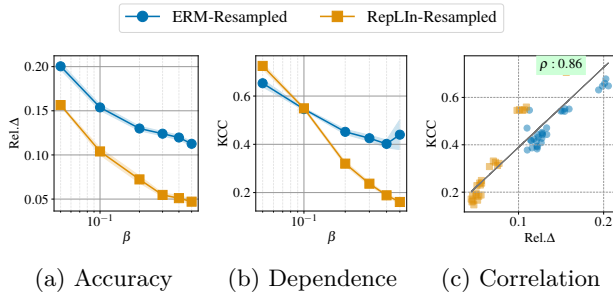 ERM-Resampled RepLIn-Resampled
0.20
0.15
0.10
0.05
Rel.Δ
10⁻¹
β
0.6
0.4
0.2
KCC
10⁻¹
β
ρ : 0.86
0.6
0.4
0.2
KCC
0.1 0.2
Rel.Δ
(a) Accuracy (b) Dependence (c) Correlation